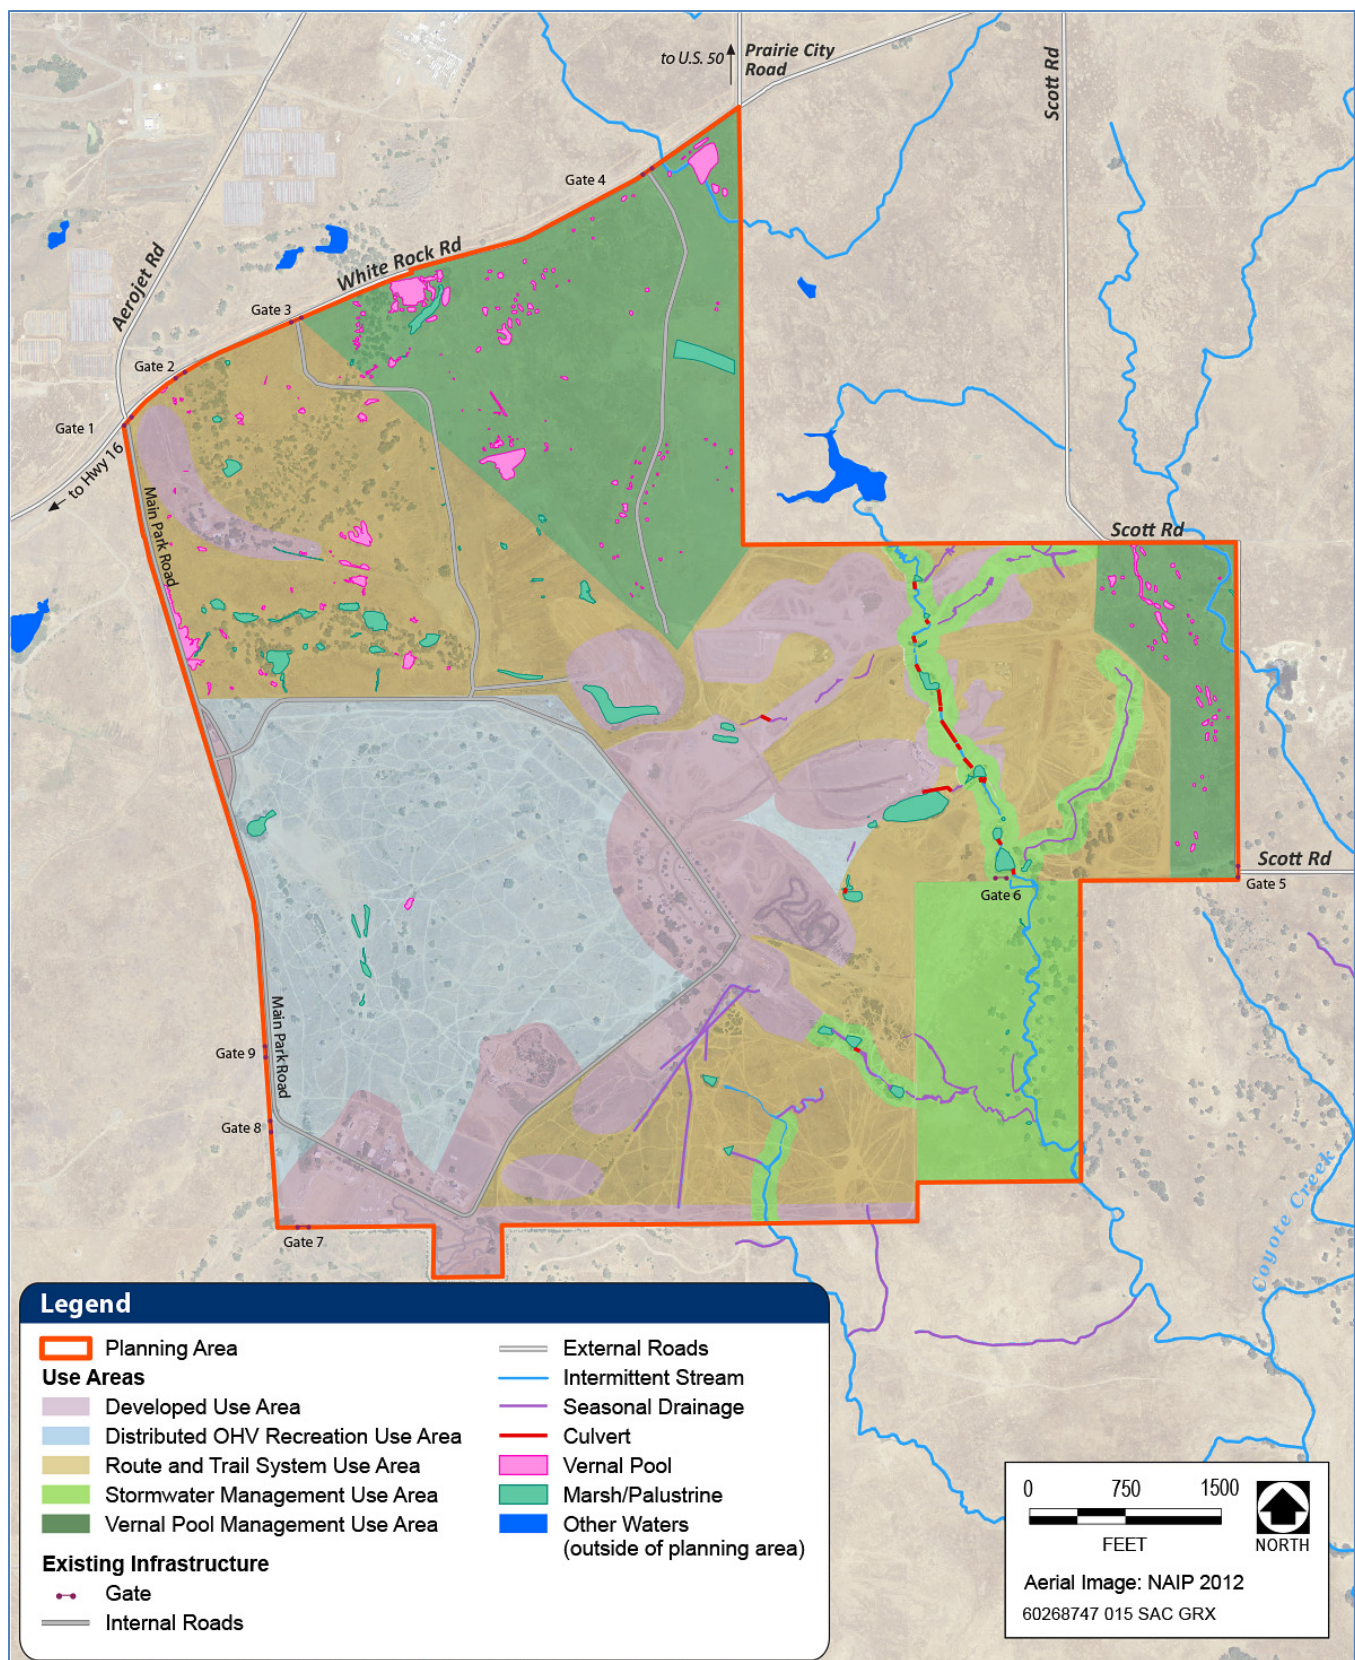 to U.S. 50
Prairie City
Road
Scott Rd
Gate 4
White Rock Rd
Aerojet Rd
Gate 3
Gate 2
Gate 1
to Hwy 16
Main Park Road
Scott Rd
Scott Rd
Gate 5
Gate 6
Main Park Road
Gate 9
Gate 8
Gate 7
Coyote Creek
Legend
Planning Area
Use Areas
Developed Use Area
Distributed OHV Recreation Use Area
Route and Trail System Use Area
Stormwater Management Use Area
Vernal Pool Management Use Area
Existing Infrastructure
Gate
Internal Roads
External Roads
Intermittent Stream
Seasonal Drainage
Culvert
Vernal Pool
Marsh/Palustrine
Other Waters
(outside of planning area)
0 750 1500
FEET
NORTH
Aerial Image: NAIP 2012
60268747 015 SAC GRX